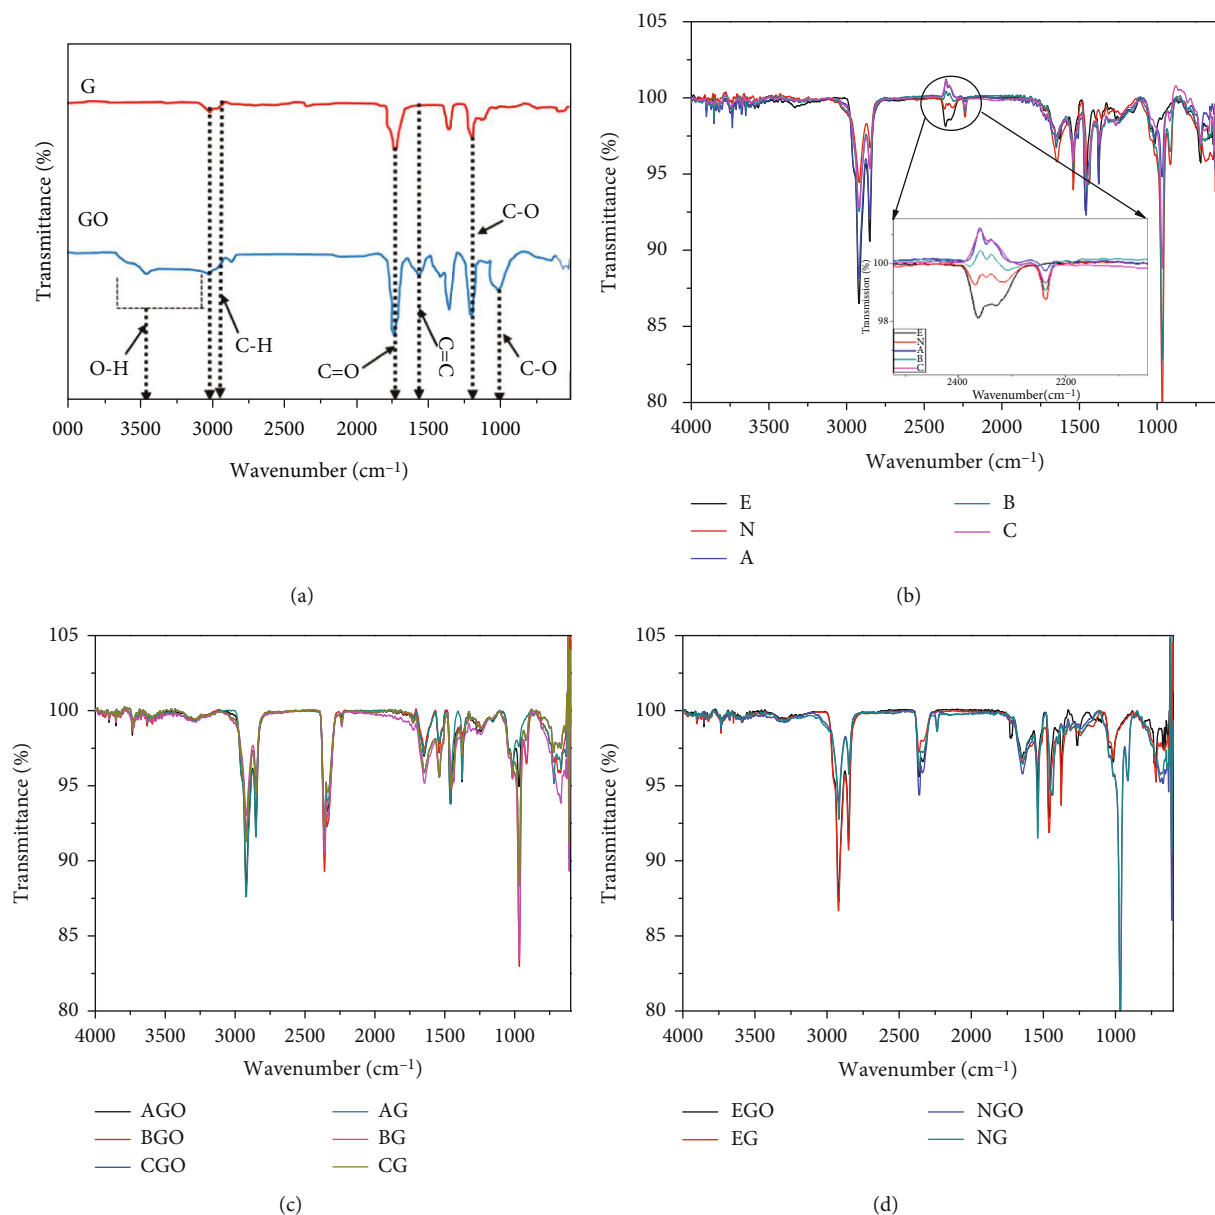 G
GO
O-H
C-H
C=O
C=C
C-O
C-O
Transmittance (%)
000 3500 3000 2000 1500 1000
Wavenumber (cm–1)
(a)
105
100
95
90
85
80
Transmittance (%)
4000 3500 3000 2500 2000 1500 1000
Wavenumber (cm–1)
100
98
Transmission (%)
E
N
A
B
C
2400 2200
Wavenumber(cm–1)
E
N
A
B
C
(b)
105
100
95
90
85
80
Transmittance (%)
4000 3500 3000 2500 2000 1500 1000
Wavenumber (cm–1)
AGO
BGO
CGO
AG
BG
CG
(c)
105
100
95
90
85
80
Transmittance (%)
4000 3500 3000 2500 2000 1500 1000
Wavenumber (cm–1)
EGO
EG
NGO
NG
(d)